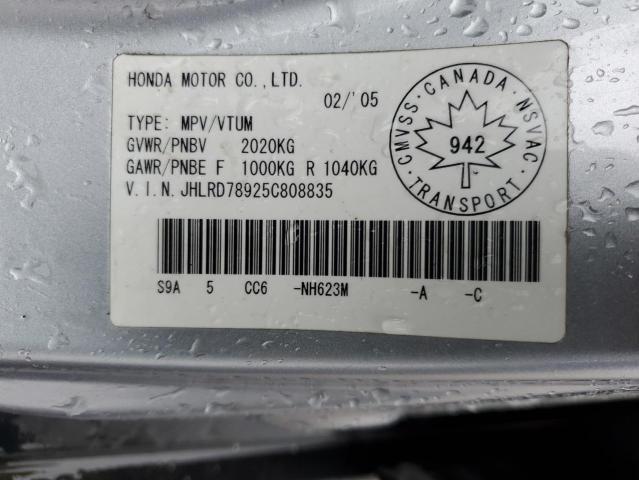 HONDA MOTOR CO.,LTD.
02/'05
TYPE: MPV/VTUM
GVWR/PNBV 2020KG
GAWR/PNBE F 1000KG R 1040KG
V.I.N.JHLRD78925C808835
S9A 5 CC6 -NH623M -A -C
CMVSS · CANADA · NSVAC
942
TRANSPORT